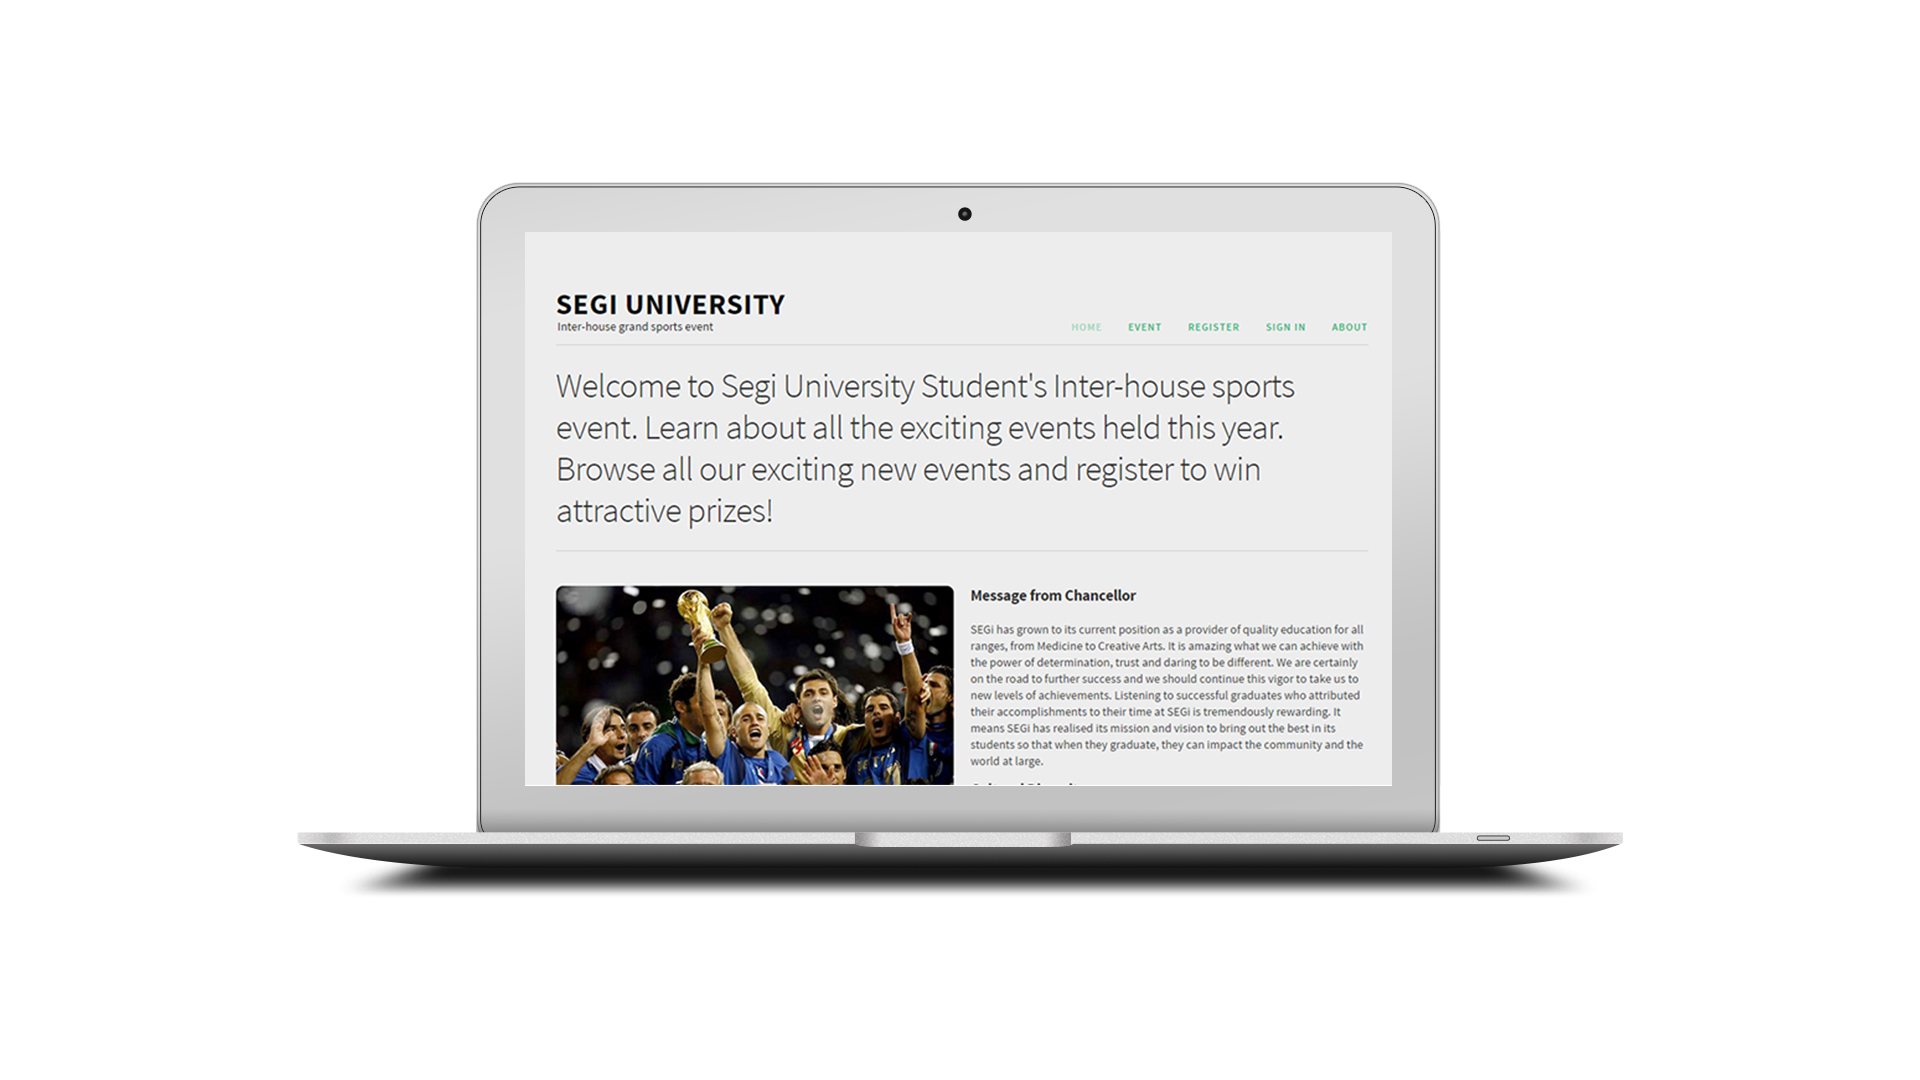 SEGI UNIVERSITY
Inter-house grand sports event
HOME EVENT REGISTER SIGN IN ABOUT
Welcome to Segi University Student's Inter-house sports
event. Learn about all the exciting events held this year.
Browse all our exciting new events and register to win
attractive prizes!
Message from Chancellor
SEGi has grown to its current position as a provider of quality education for all
ranges, from Medicine to Creative Arts. It is amazing what we can achieve with
the power of determination, trust and daring to be different. We are certainly
on the road to further success and we should continue this vigor to take us to
new levels of achievements. Listening to successful graduates who attributed
their accomplishments to their time at SEGi is tremendously rewarding. It
means SEGi has realised its mission and vision to bring out the best in its
students so that when they graduate, they can impact the community and the
world at large.